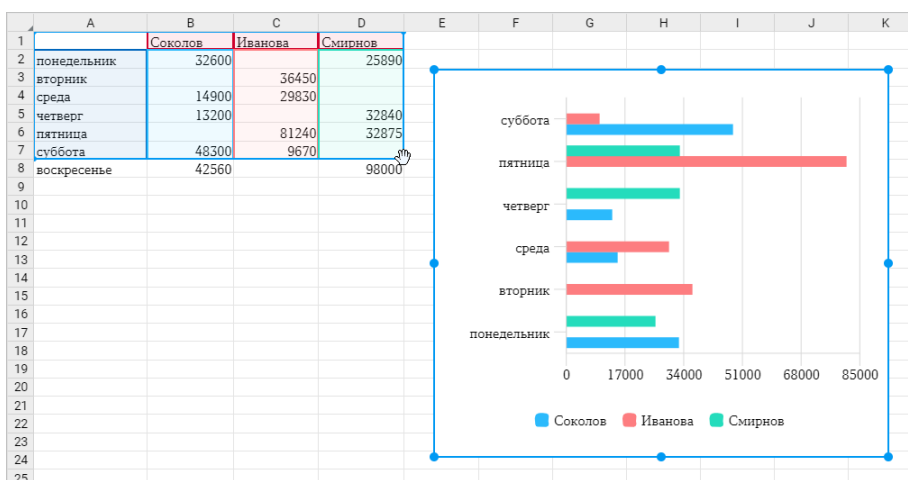 A B C D E F G H I J K
1 Соколов Иванова Смирнов
2 понедельник 32600 25890
3 вторник 36450
4 среда 14900 29830
5 четверг 13200 32840
6 пятница 81240 32875
7 суббота 48300 9670
8 воскресенье 42560 98000
9
10
11
12
13
14
15
16
17
18
19
20
21
22
23
24
25
суббота
пятница
четверг
среда
вторник
понедельник
0 17000 34000 51000 68000 85000
Соколов Иванова Смирнов